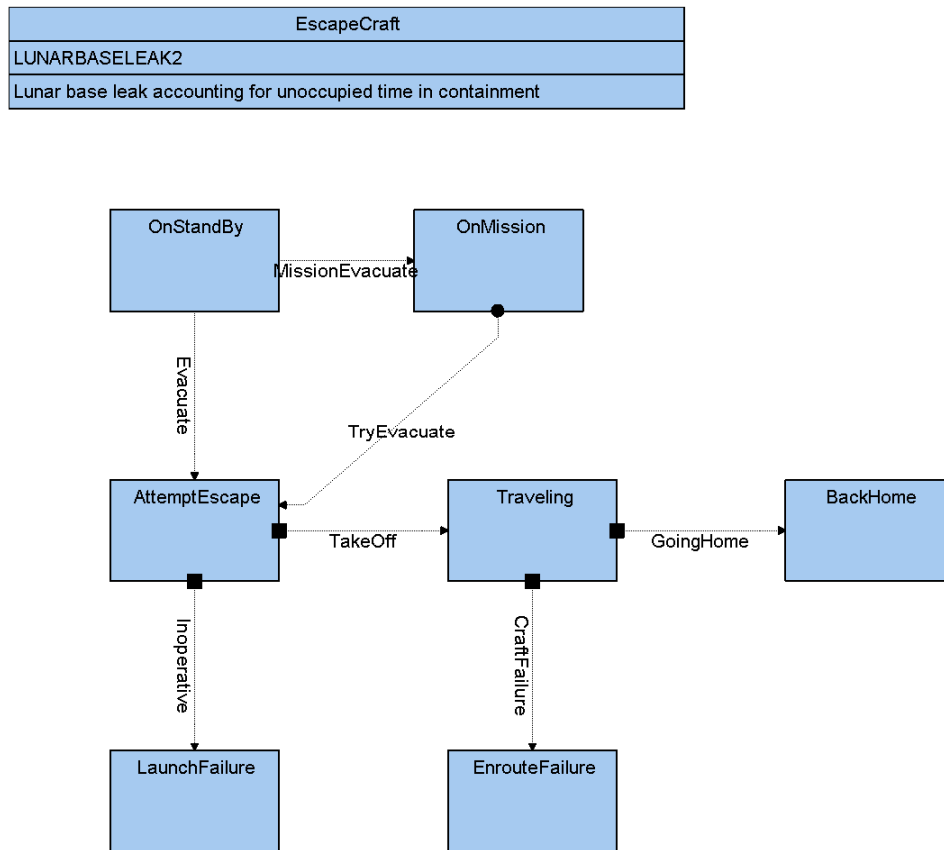 EscapeCraft
LUNARBASELEAK2
Lunar base leak accounting for unoccupied time in containment
OnStandBy
OnMission
MissionEvacuate
Evacuate
TryEvacuate
AttemptEscape
Traveling
BackHome
TakeOff
GoingHome
Inoperative
CraftFailure
LaunchFailure
EnrouteFailure